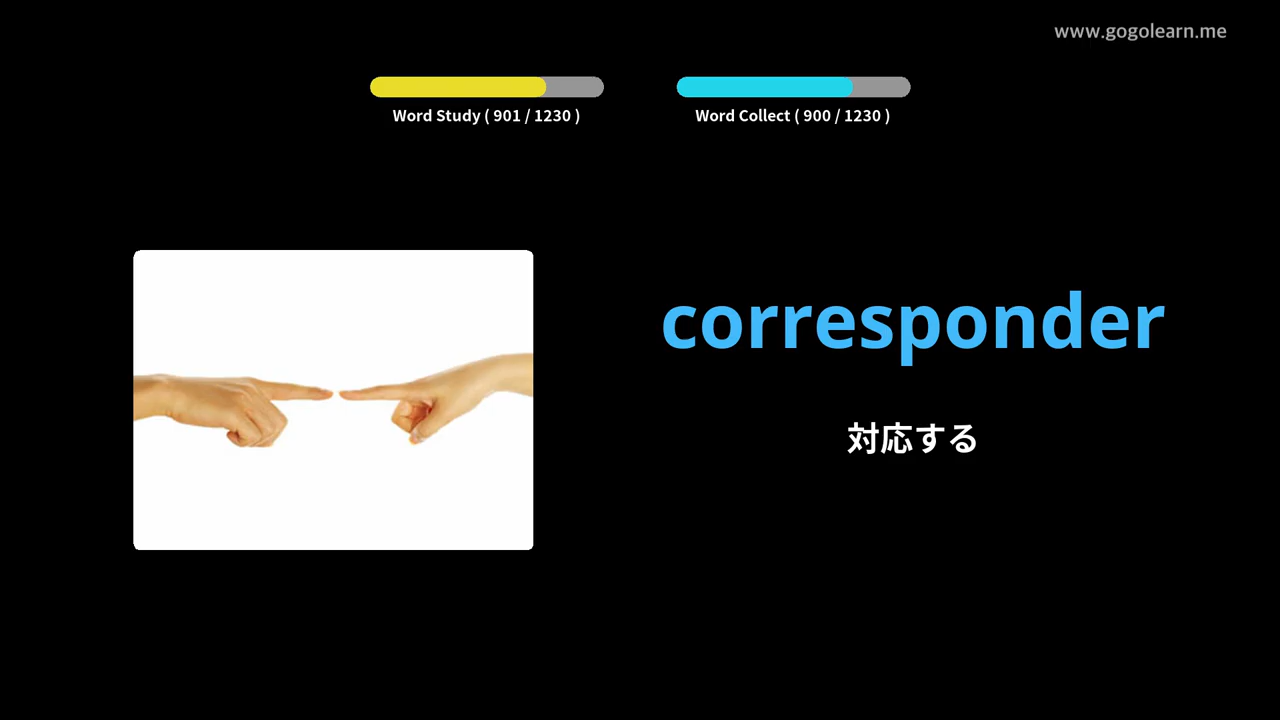 www.gogolearn.me
Word Study ( 901 / 1230 )
Word Collect ( 900 / 1230 )
corresponder
対応する